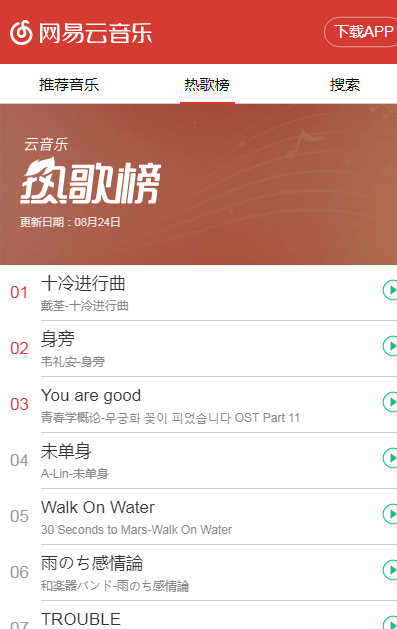 网易云音乐
下载APP
推荐音乐
热歌榜
搜索
云音乐
热歌榜
更新日期：08月24日
01
十冷进行曲
戴荃-十冷进行曲
02
身旁
韦礼安-身旁
03
You are good
青春学概论-무궁화 꽃이 피었습니다 OST Part 11
04
未单身
A-Lin-未单身
05
Walk On Water
30 Seconds to Mars-Walk On Water
06
雨のち感情論
和楽器バンド-雨のち感情論
07
TROUBLE